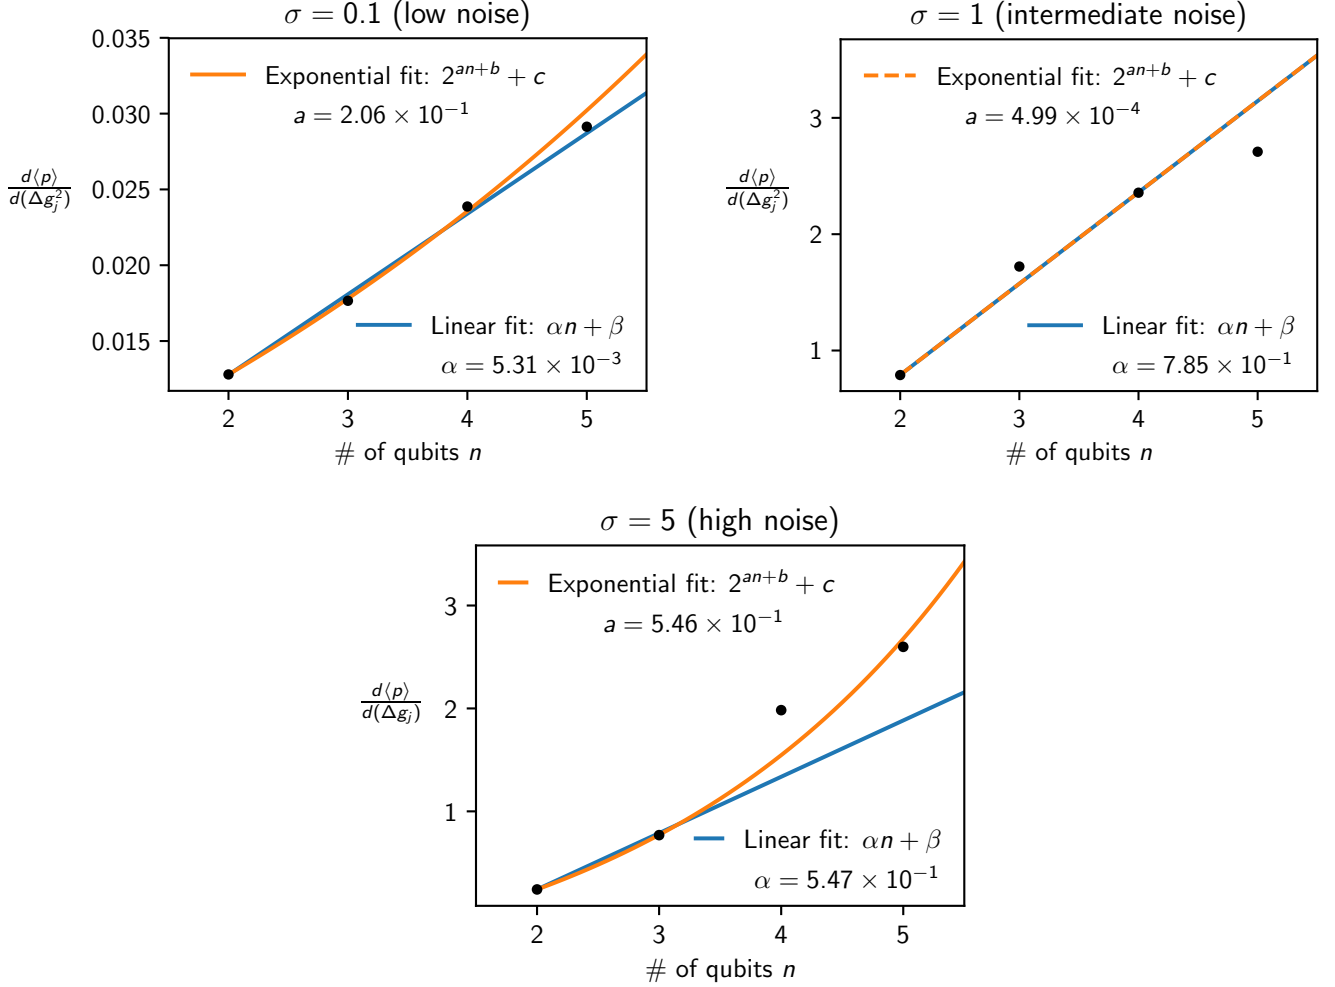 σ = 0.1 (low noise)
0.035
0.030
0.025
0.020
0.015
d⟨p⟩
d(Δg_j^2)
Exponential fit: 2^{an+b} + c
a = 2.06 × 10^{−1}
Linear fit: αn + β
α = 5.31 × 10^{−3}
2 3 4 5
# of qubits n
σ = 1 (intermediate noise)
3
2
1
d⟨p⟩
d(Δg_j^2)
Exponential fit: 2^{an+b} + c
a = 4.99 × 10^{−4}
Linear fit: αn + β
α = 7.85 × 10^{−1}
2 3 4 5
# of qubits n
σ = 5 (high noise)
3
2
1
d⟨p⟩
d(Δg_j)
Exponential fit: 2^{an+b} + c
a = 5.46 × 10^{−1}
Linear fit: αn + β
α = 5.47 × 10^{−1}
2 3 4 5
# of qubits n